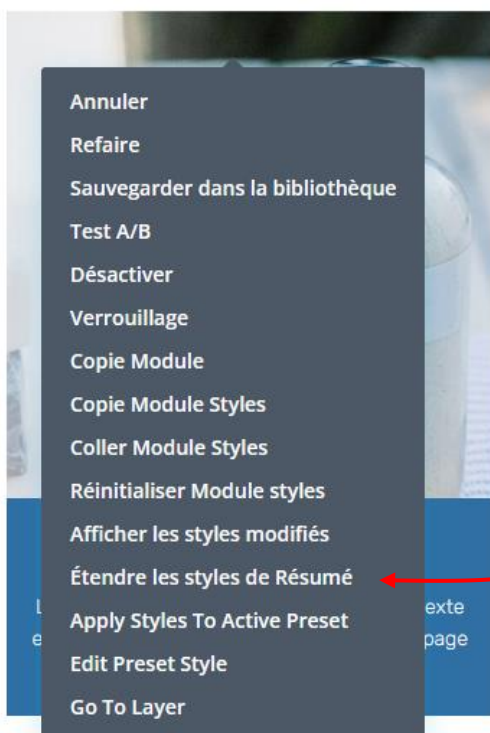 Annuler
Refaire
Sauvegarder dans la bibliothèque
Test A/B
Désactiver
Verrouillage
Copie Module
Copie Module Styles
Coller Module Styles
Réinitialiser Module styles
Afficher les styles modifiés
Étendre les styles de Résumé
Apply Styles To Active Preset
Edit Preset Style
Go To Layer
page